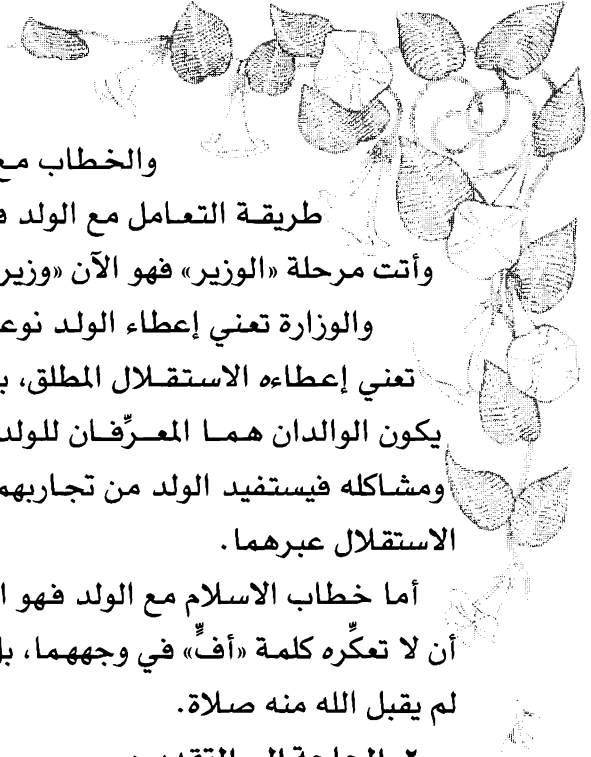 والخطاب مع
طريقة التعامل مع الولد
وأتت مرحلة «الوزير» فهو الآن «وزير
والوزارة تعني إعطاء الولد نوعـ
تعني إعطاءه الاستقلال المطلق،
يكون الوالدان هما المعرِّفان للولد
ومشاكله فيستفيد الولد من تجاربهمـ
الاستقلال عبرهما.
أما خطاب الاسلام مع الولد فهو
أن لا تعكِّره كلمة «أفٍّ» في وجههما،
لم يقبل الله منه صلاة.